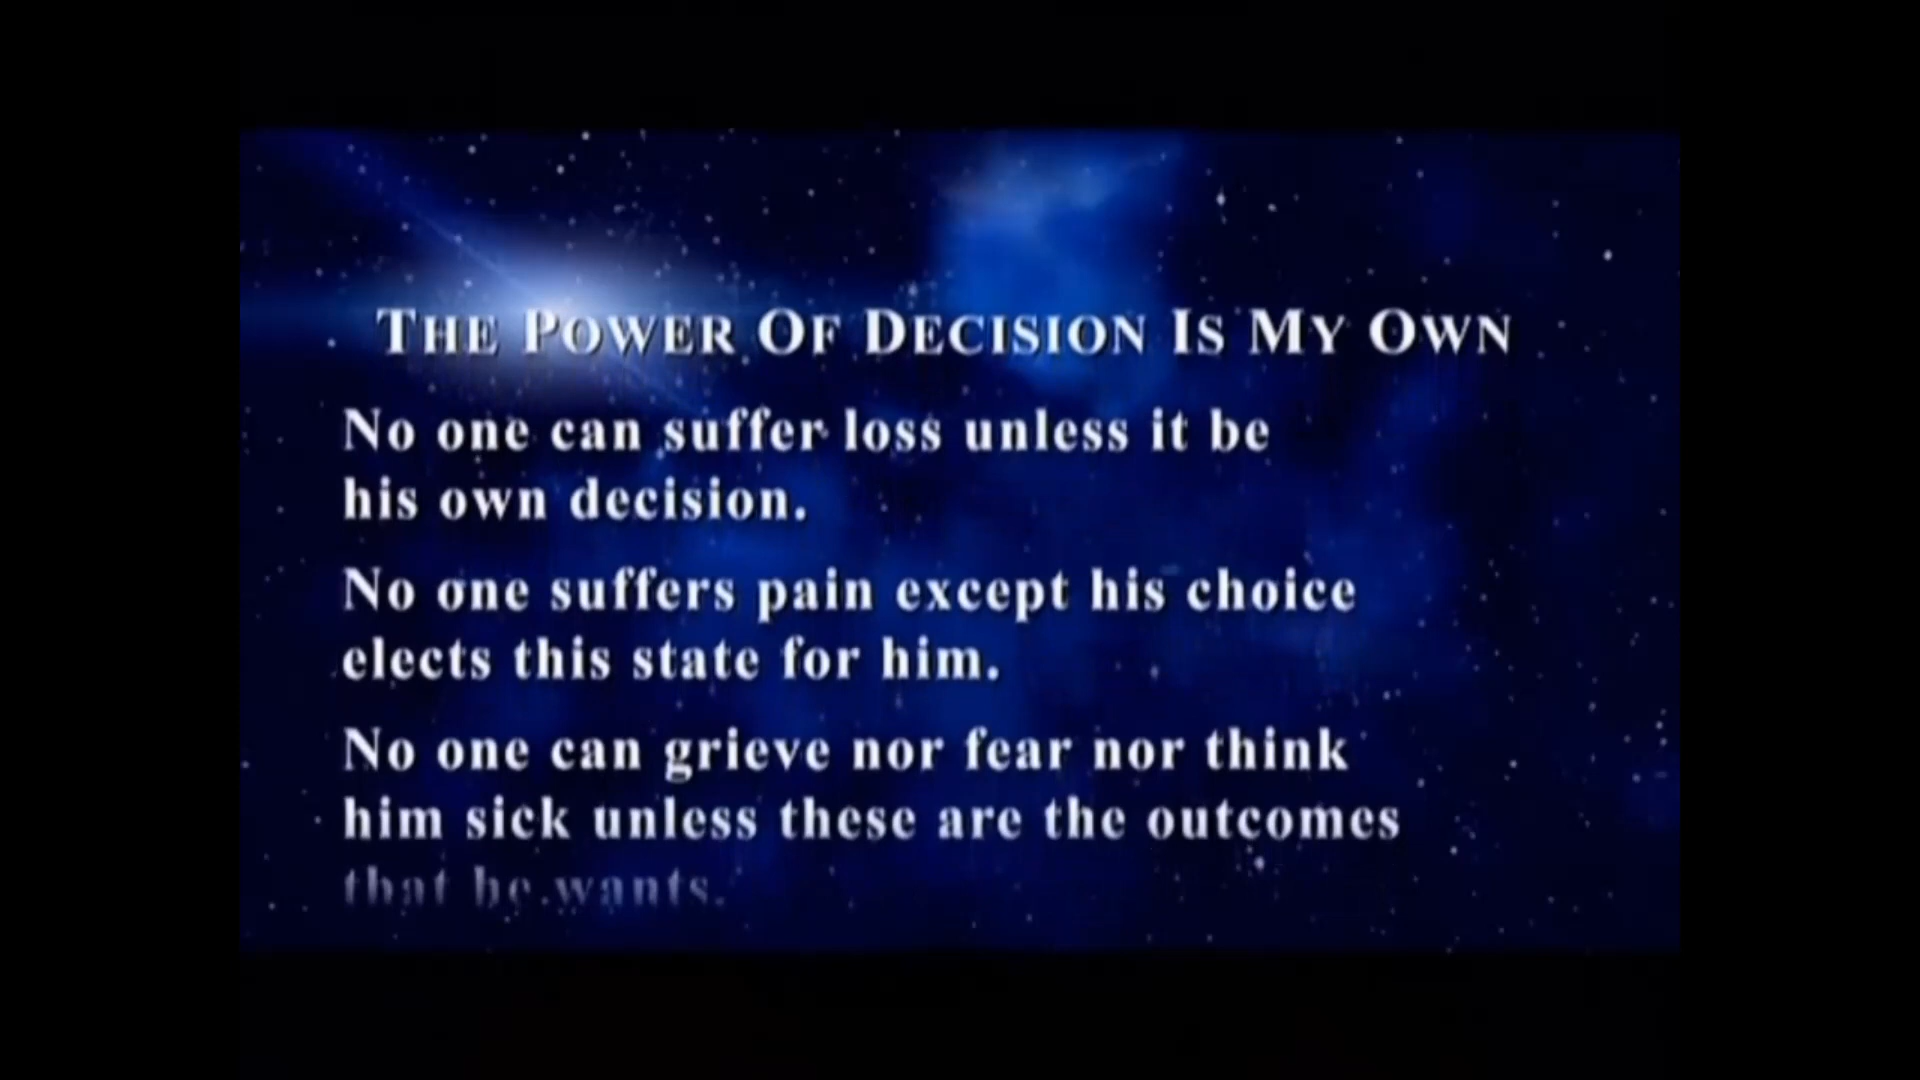 THE POWER OF DECISION IS MY OWN
No one can suffer loss unless it be
his own decision.
No one suffers pain except his choice
elects this state for him.
No one can grieve nor fear nor think
him sick unless these are the outcomes
that he wants.